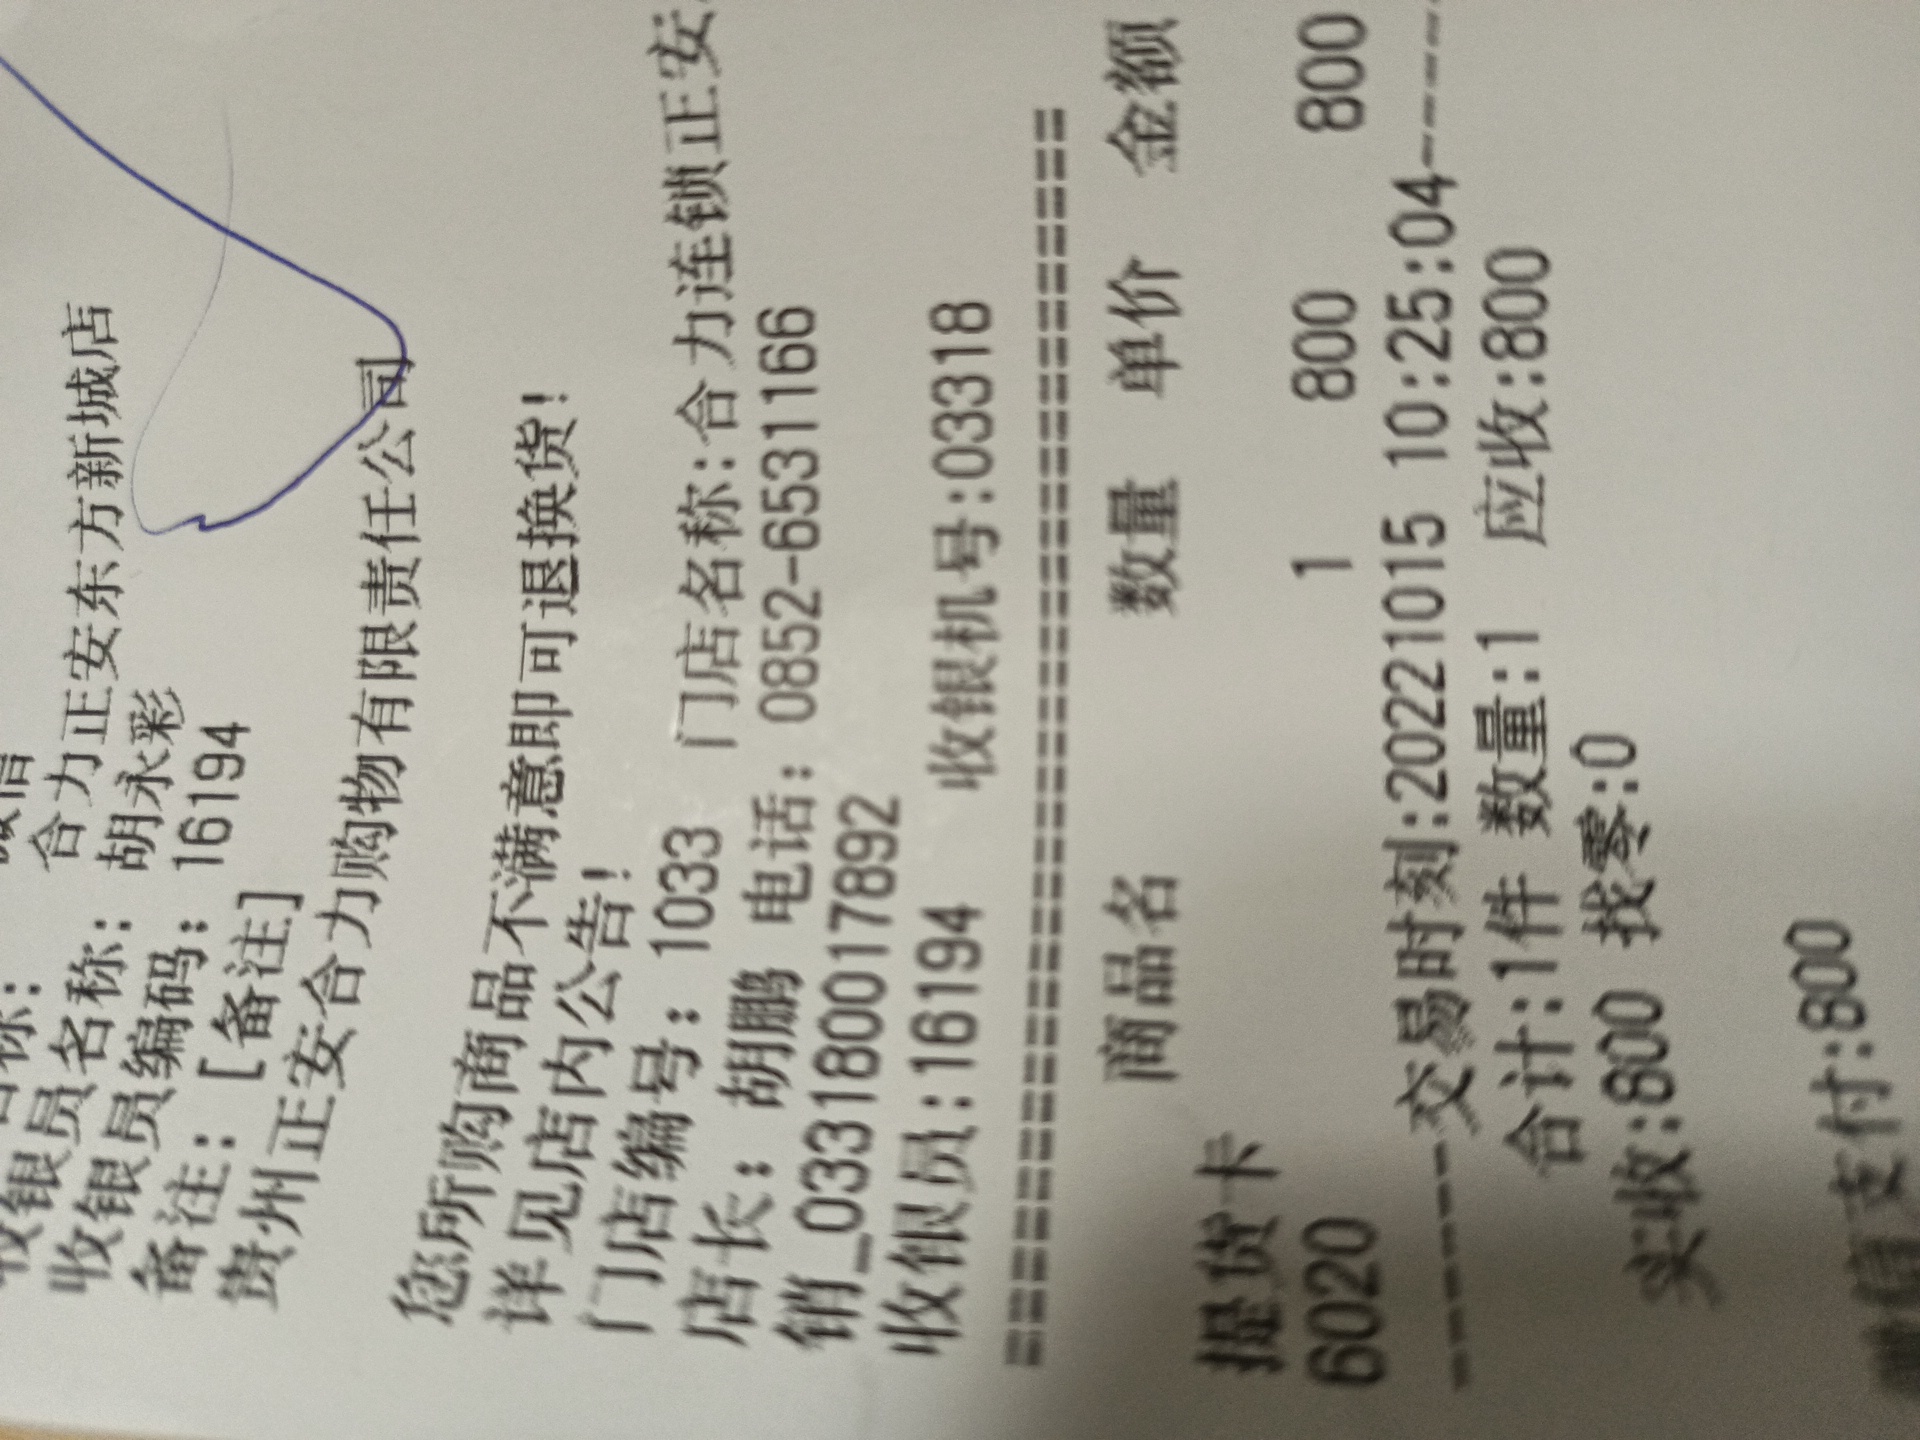 名称：
合力正安东方新城店
收银员名称： 胡永彩
收银员编码： 16194
备注： [备注]
贵州正安合力购物有限责任公司
您所购商品不满意即可退换货!
详见店内公告!
门店编号： 1033 门店名称:合力连锁正安
店长： 胡鹏 电话： 0852-6531166
销_033180017892
收银员:16194 收银机号:03318
==========================================
商品名 数量 单价 金额
提货卡
6020 1 800 800
-------交易时刻:20221015 10:25:04-----
合计:1件 数量:1 应收:800
实收:800 找零:0
微信支付:800